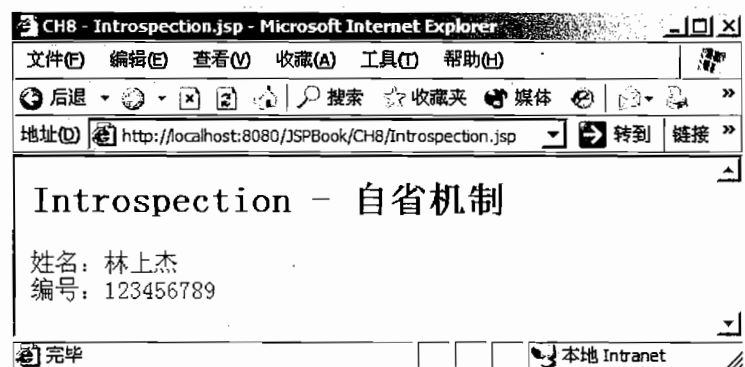 CH8 - Introspection.jsp - Microsoft Internet Explorer
文件(F) 编辑(E) 查看(V) 收藏(A) 工具(T) 帮助(H)
后退 搜索 收藏夹 媒体 »
地址(D) http://localhost:8080/JSPBook/CH8/Introspection.jsp 转到 链接 »
Introspection - 自省机制
姓名：林上杰
编号：123456789
完毕 本地 Intranet